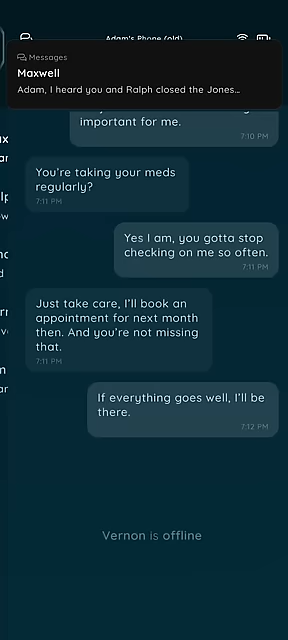 Adam's Phone (old)
Messages
Maxwell
Adam, I heard you and Ralph closed the Jones...
important for me.
7:10 PM
You're taking your meds
regularly?
7:11 PM
Yes I am, you gotta stop
checking on me so often.
7:11 PM
Just take care, I'll book an
appointment for next month
then. And you're not missing
that.
7:11 PM
If everything goes well, I'll be
there.
7:12 PM
Vernon is offline